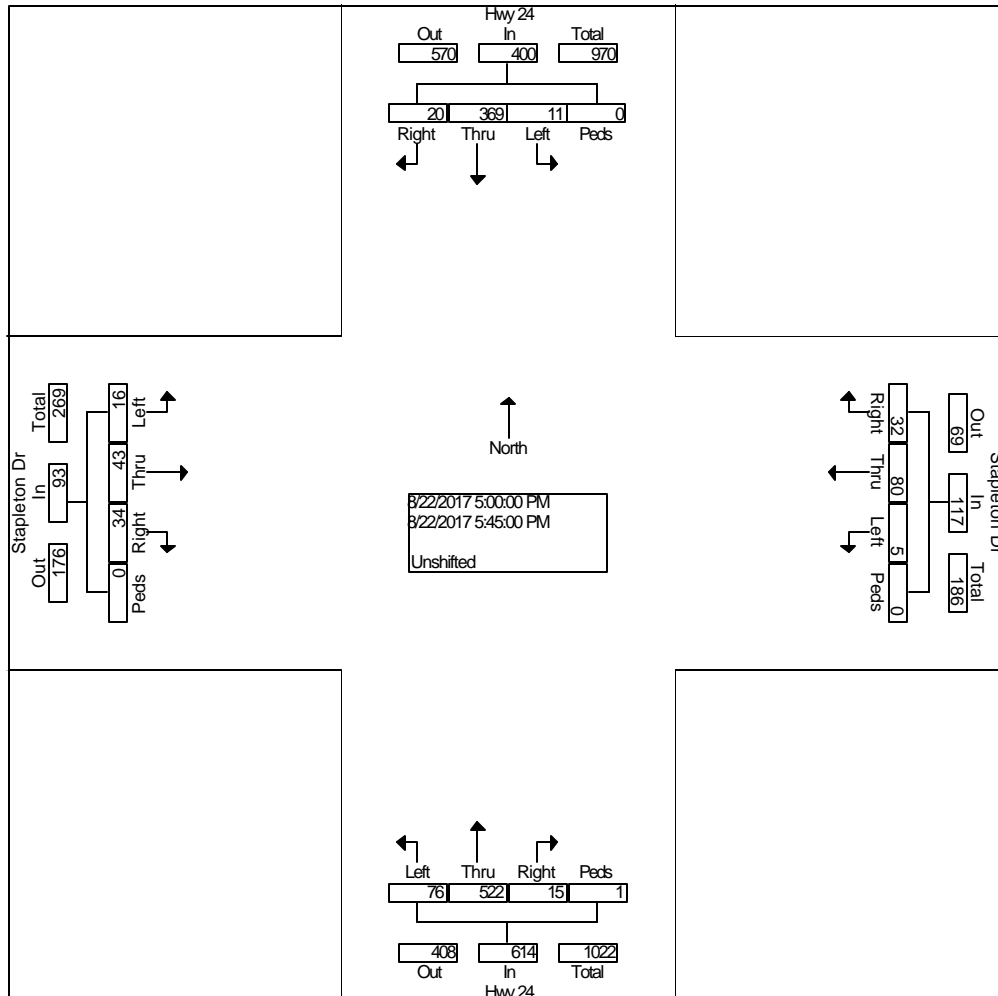 Hwy 24
Out In Total
570 400 970
20 369 11 0
Right Thru Left Peds
Stapleton Dr
Total In Out
269 93 176
16 43 34 0
Left Thru Right Peds
North
8/22/2017 5:00:00 PM
8/22/2017 5:45:00 PM
Unshifted
Right Thru Left Peds
32 80 5 0
69 117 186
Out In Total
Stapleton Dr
Left Thru Right Peds
76 522 15 1
408 614 1022
Out In Total
Hwy 24